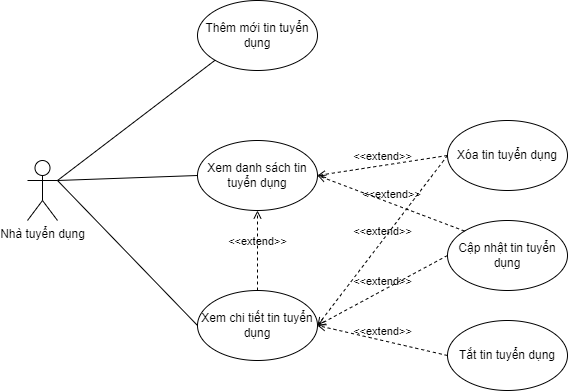 Thêm mới tin tuyển
dụng
<<extend>>
Xóa tin tuyển dụng
Xem danh sách tin
tuyển dụng
<<extend>>
Nhà tuyển dụng
<<extend>>
<<extend>>
Cập nhật tin tuyển
dụng
<<extend>>
Xem chi tiết tin tuyển
dụng
<<extend>>
Tắt tin tuyển dụng